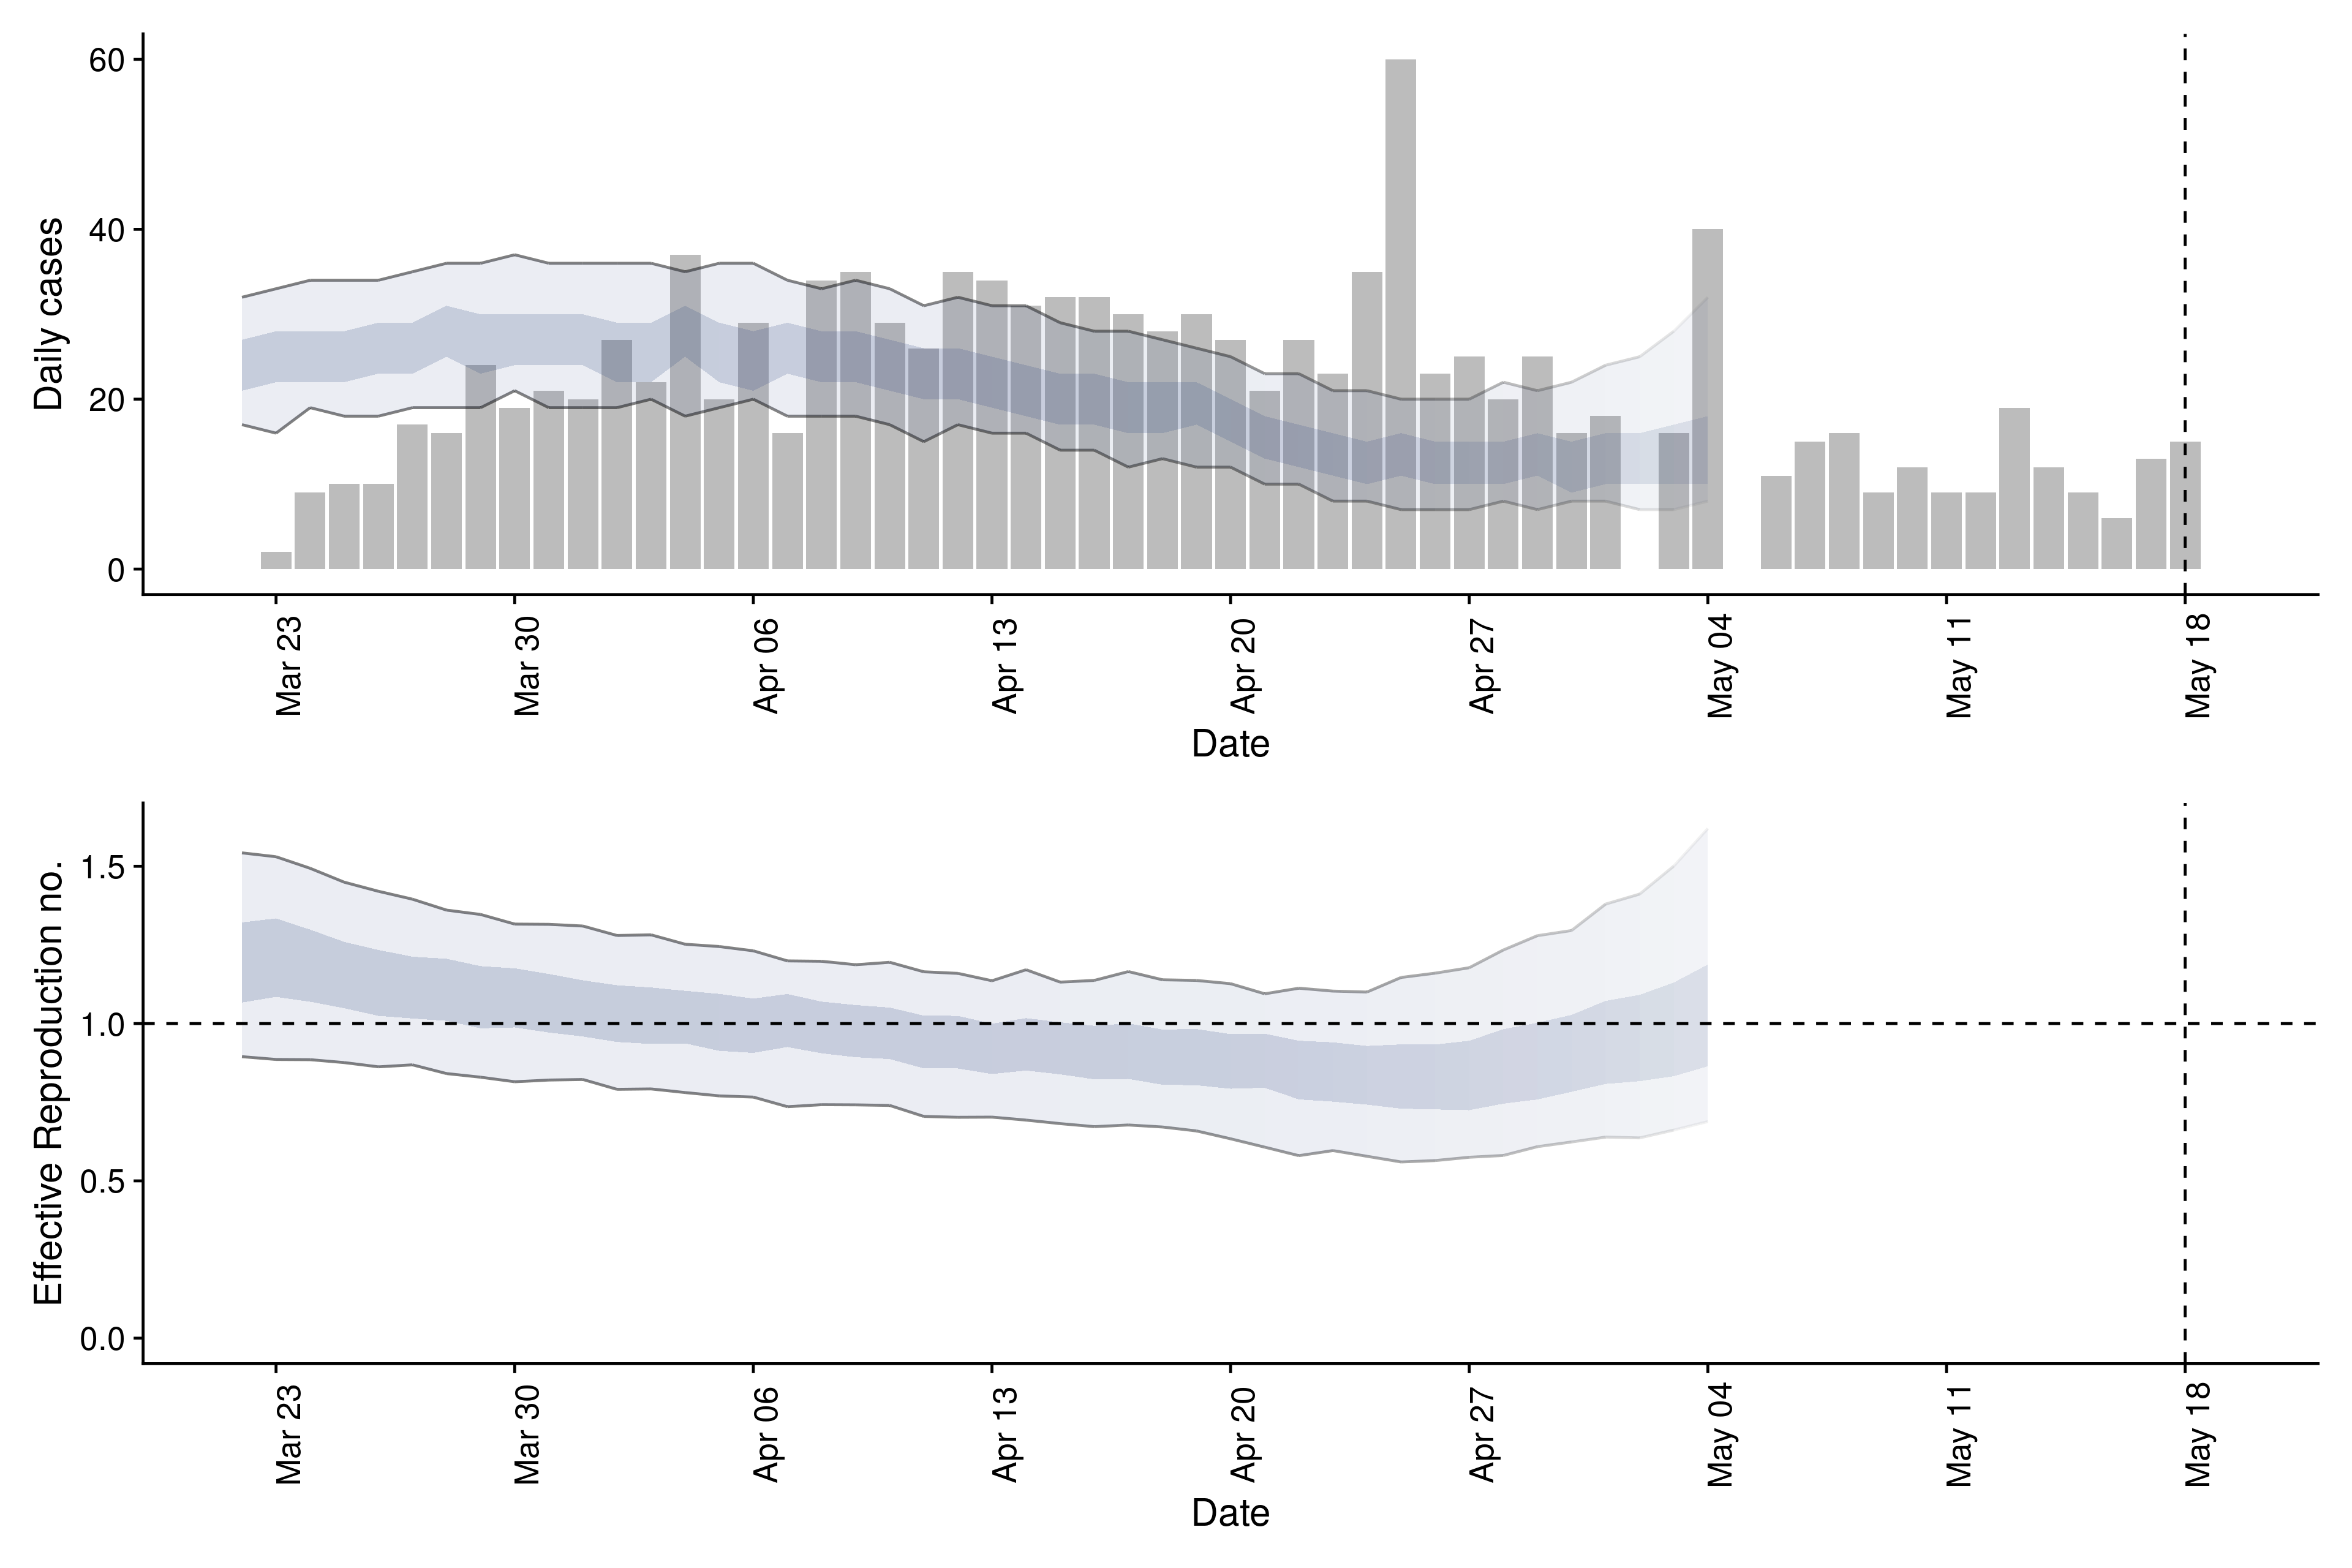 Daily cases
60
40
20
0
Mar 23
Mar 30
Apr 06
Apr 13
Apr 20
Apr 27
May 04
May 11
May 18
Date
Effective Reproduction no.
1.5
1.0
0.5
0.0
Mar 23
Mar 30
Apr 06
Apr 13
Apr 20
Apr 27
May 04
May 11
May 18
Date